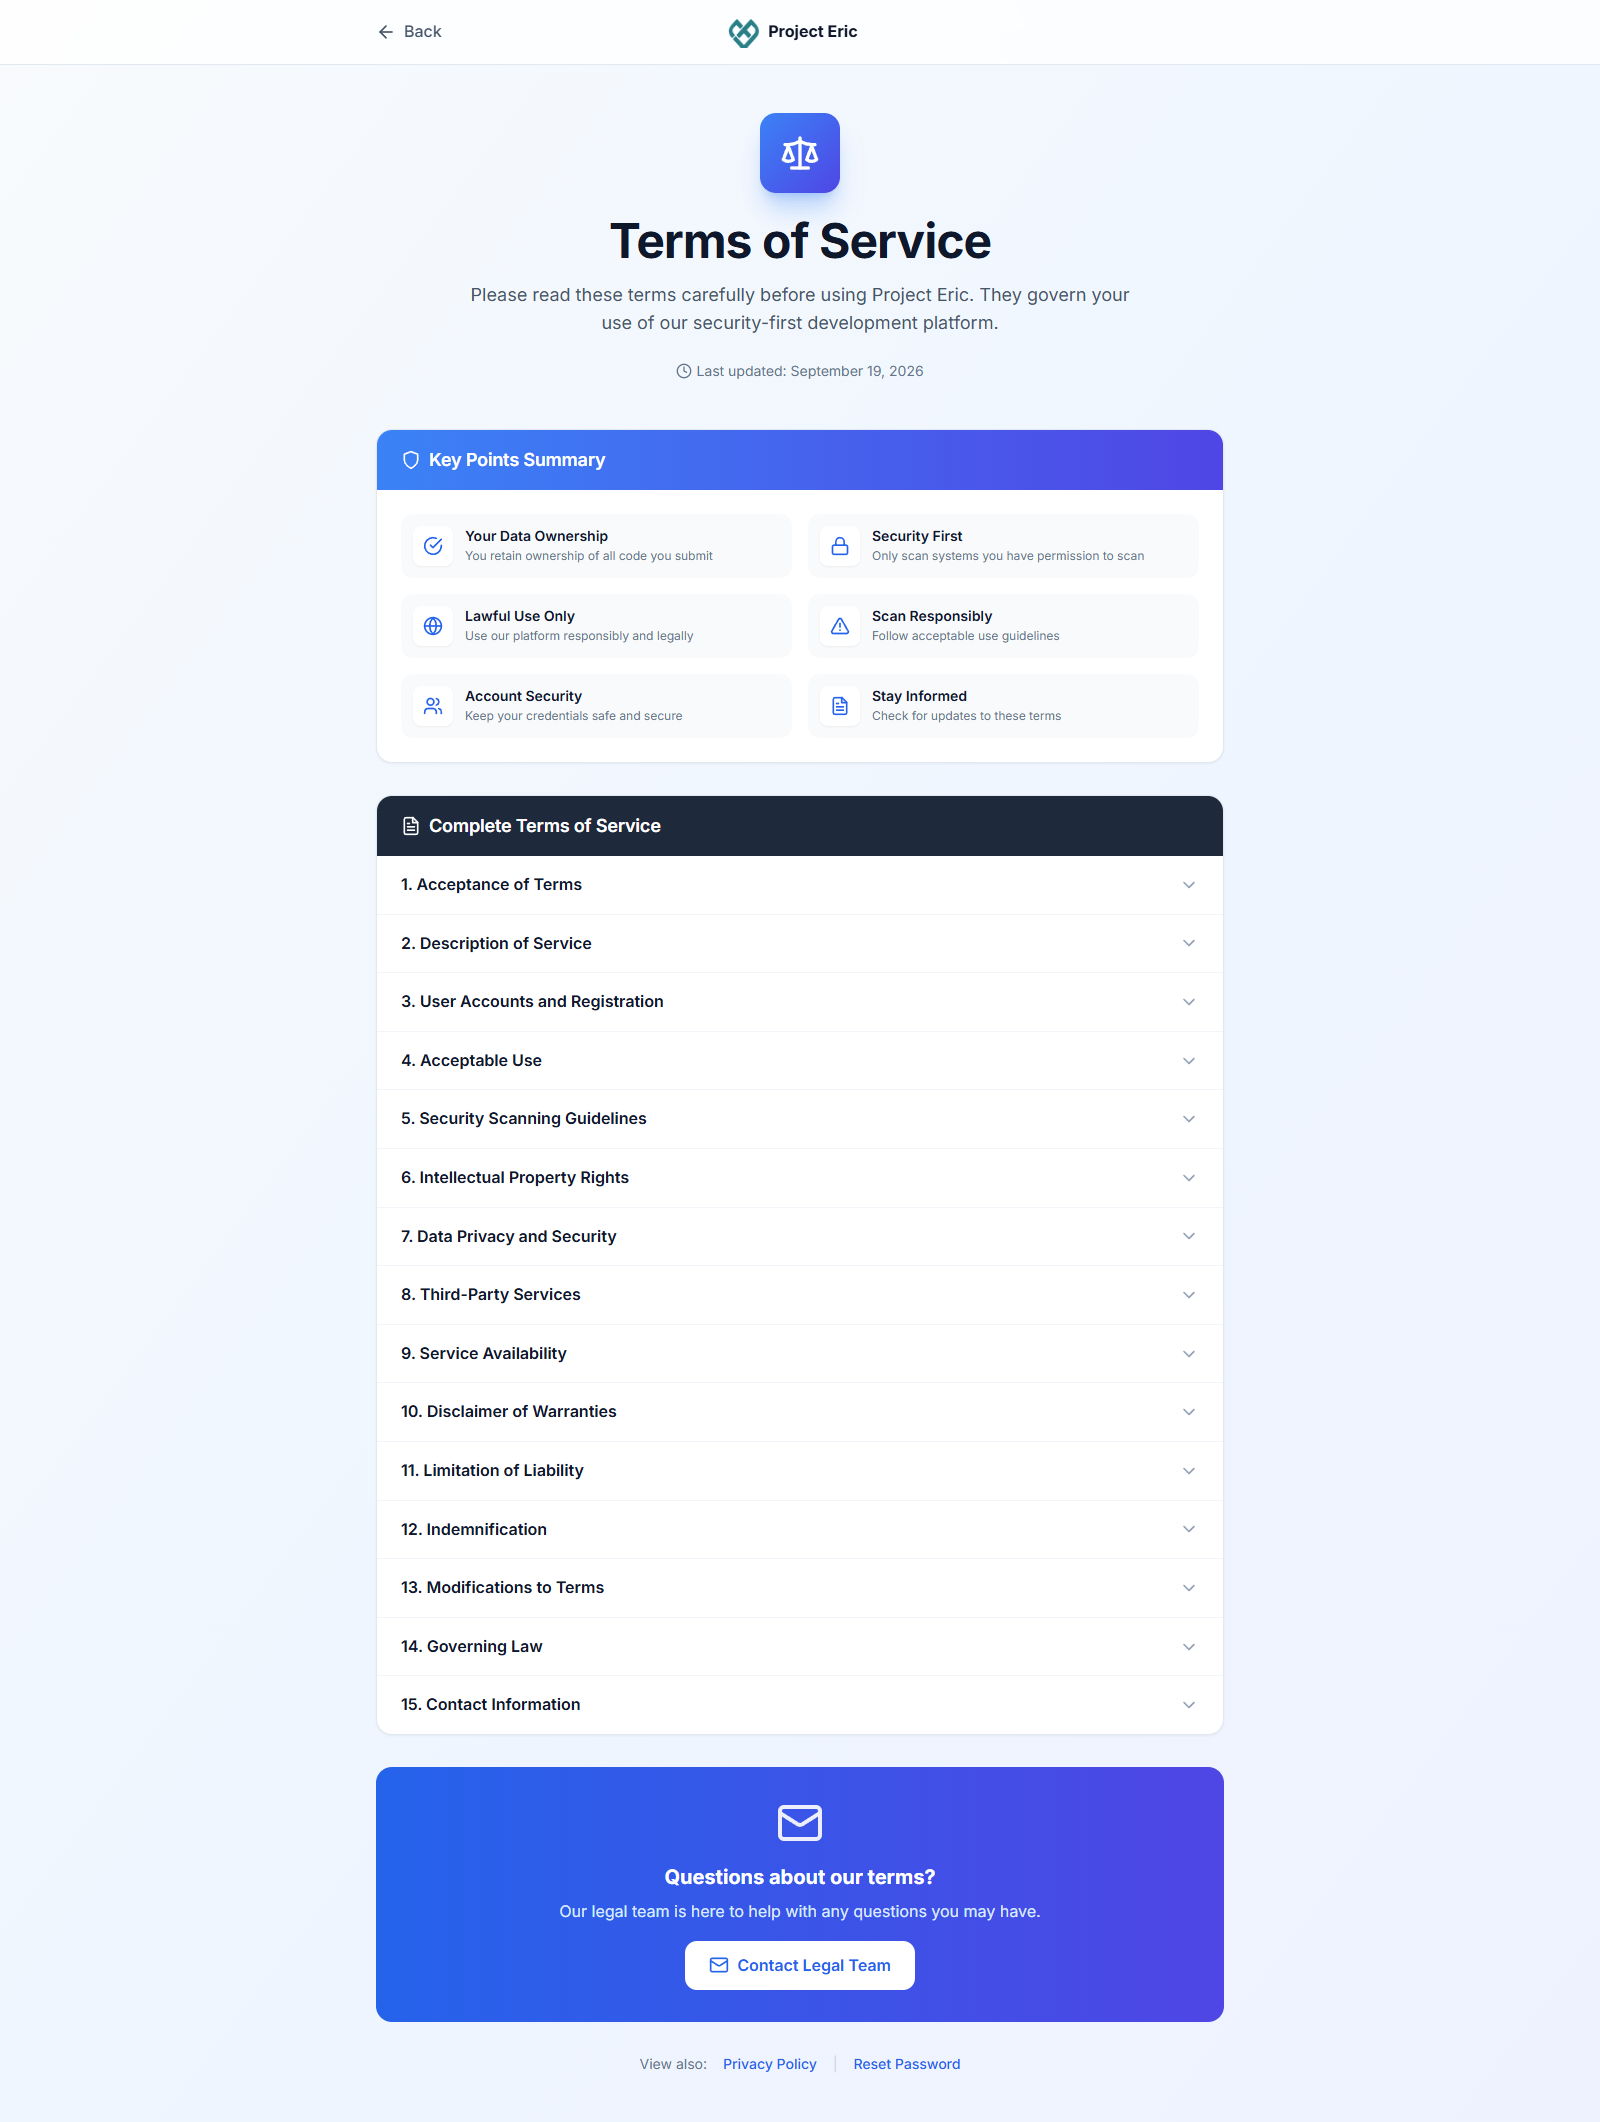 Back
Project Eric
Terms of Service
Please read these terms carefully before using Project Eric. They govern your
use of our security-first development platform.
Last updated: September 19, 2026
Key Points Summary
Your Data Ownership
You retain ownership of all code you submit
Security First
Only scan systems you have permission to scan
Lawful Use Only
Use our platform responsibly and legally
Scan Responsibly
Follow acceptable use guidelines
Account Security
Keep your credentials safe and secure
Stay Informed
Check for updates to these terms
Complete Terms of Service
1. Acceptance of Terms
2. Description of Service
3. User Accounts and Registration
4. Acceptable Use
5. Security Scanning Guidelines
6. Intellectual Property Rights
7. Data Privacy and Security
8. Third-Party Services
9. Service Availability
10. Disclaimer of Warranties
11. Limitation of Liability
12. Indemnification
13. Modifications to Terms
14. Governing Law
15. Contact Information
Questions about our terms?
Our legal team is here to help with any questions you may have.
Contact Legal Team
View also: Privacy Policy | Reset Password